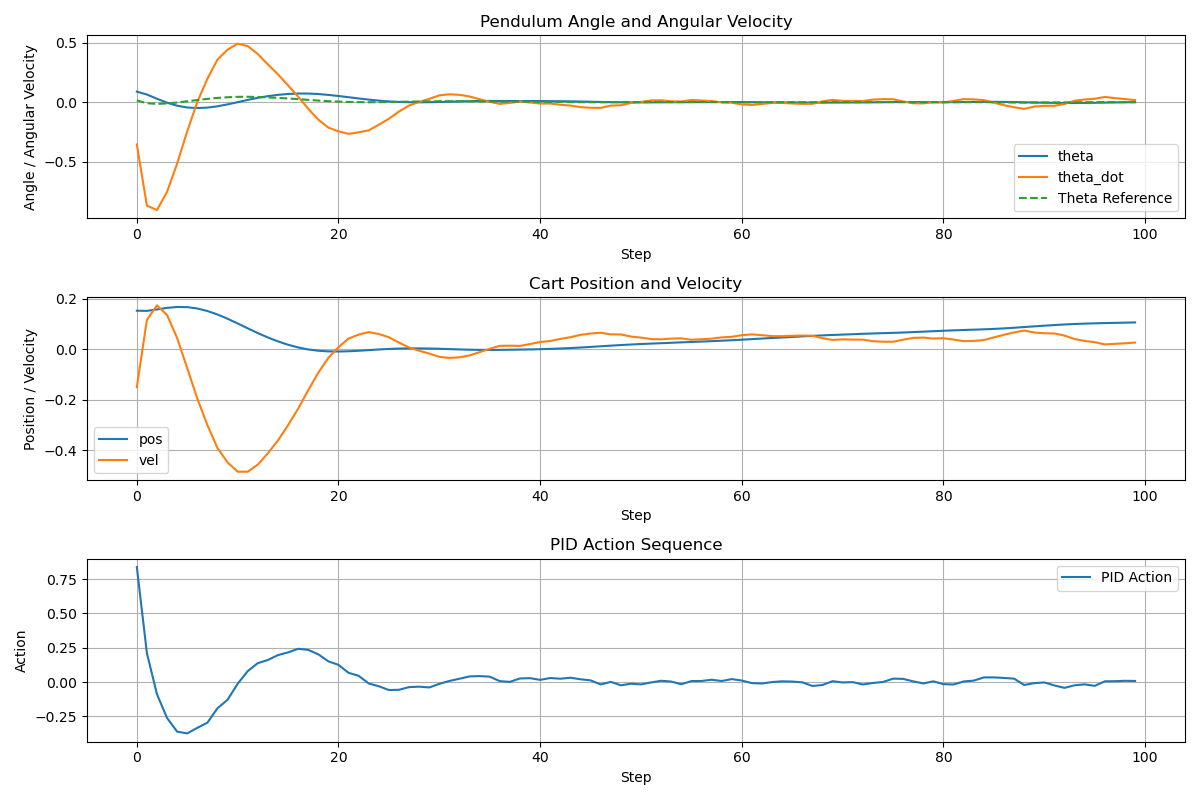 Pendulum Angle and Angular Velocity
Angle / Angular Velocity
0.5
0.0
−0.5
theta
theta_dot
Theta Reference
0 20 40 60 80 100
Step
Cart Position and Velocity
Position / Velocity
0.2
0.0
−0.2
−0.4
pos
vel
0 20 40 60 80 100
Step
PID Action Sequence
Action
0.75
0.50
0.25
0.00
−0.25
PID Action
0 20 40 60 80 100
Step